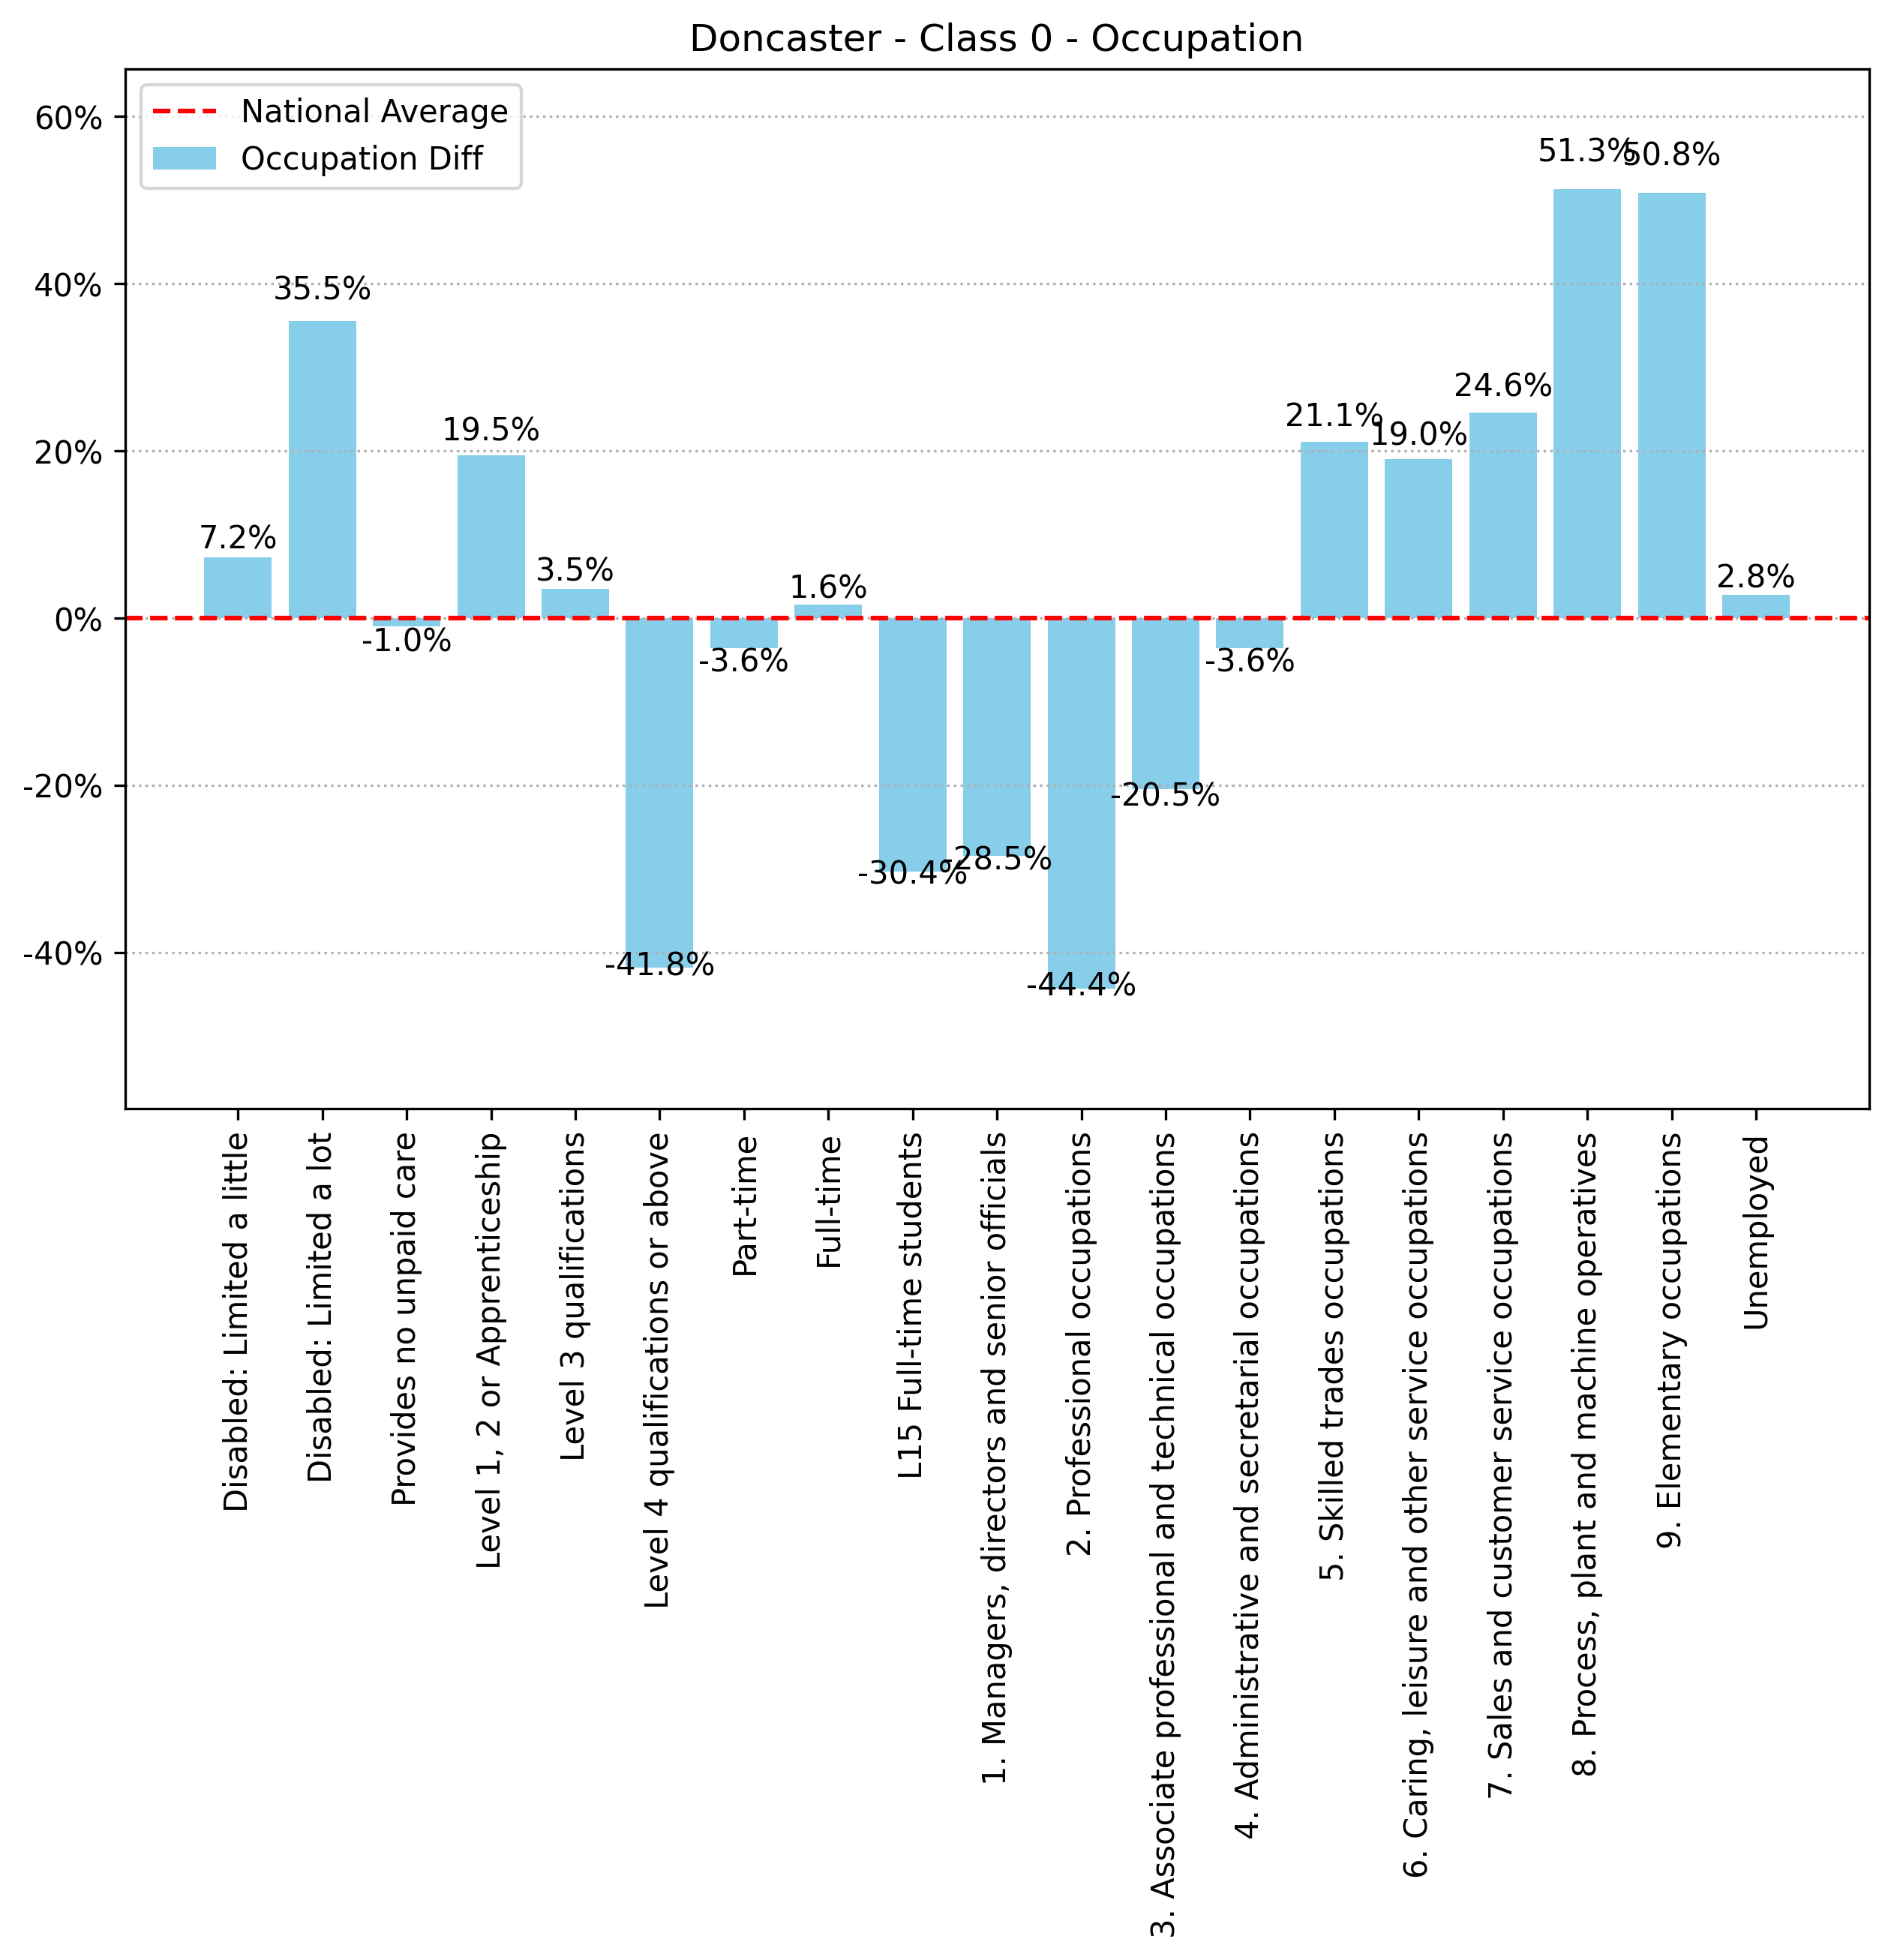 Doncaster - Class 0 - Occupation
National Average
Occupation Diff
60%
40%
20%
0%
-20%
-40%
7.2%
35.5%
-1.0%
19.5%
3.5%
-41.8%
-3.6%
1.6%
-30.4%
-28.5%
-44.4%
-20.5%
-3.6%
21.1%
19.0%
24.6%
51.3%
50.8%
2.8%
Disabled: Limited a little
Disabled: Limited a lot
Provides no unpaid care
Level 1, 2 or Apprenticeship
Level 3 qualifications
Level 4 qualifications or above
Part-time
Full-time
L15 Full-time students
1. Managers, directors and senior officials
2. Professional occupations
3. Associate professional and technical occupations
4. Administrative and secretarial occupations
5. Skilled trades occupations
6. Caring, leisure and other service occupations
7. Sales and customer service occupations
8. Process, plant and machine operatives
9. Elementary occupations
Unemployed